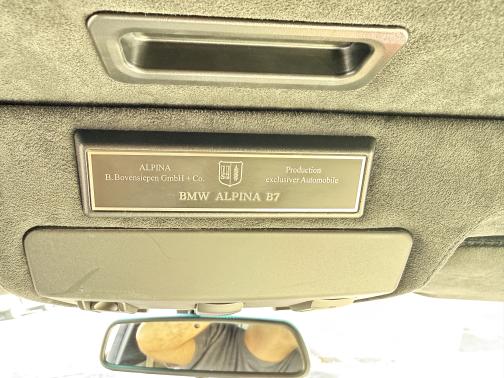 ALPINA
B. Bovensiepen GmbH + Co.
Production
exclusiver Automobile
BMW ALPINA B7